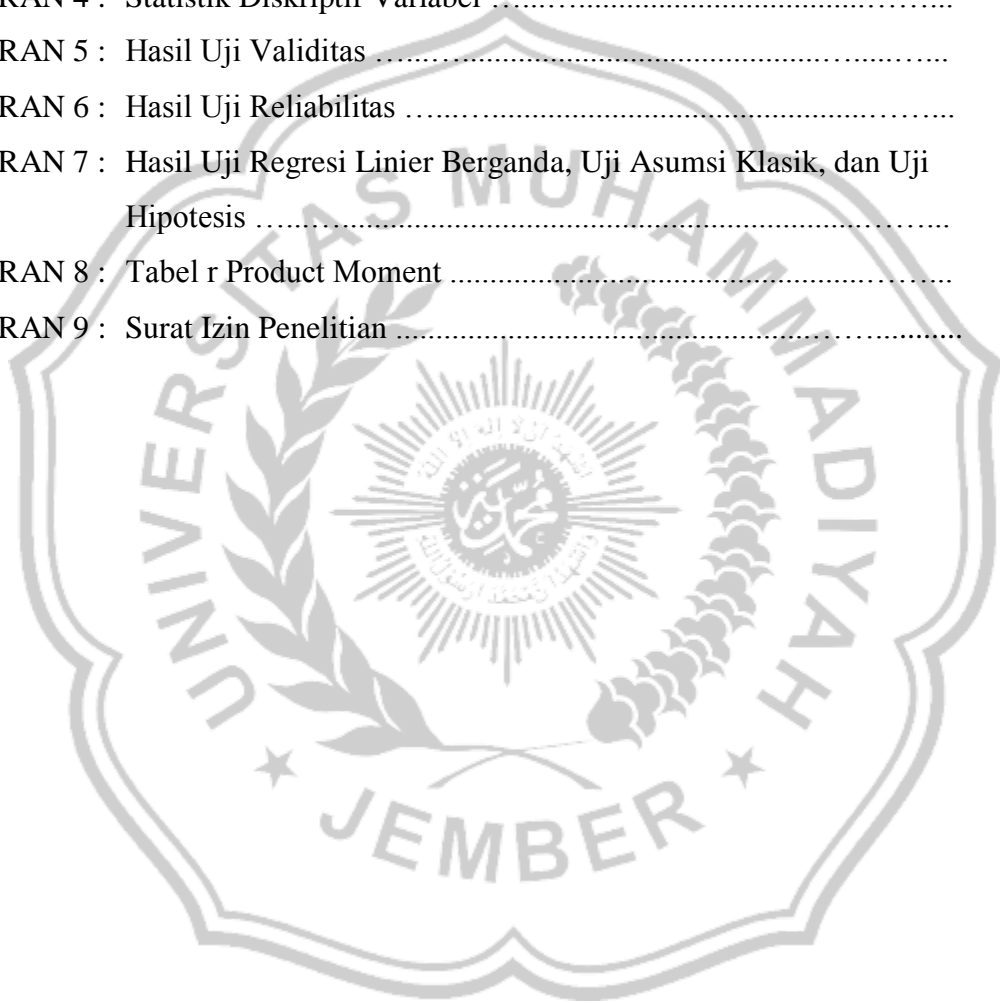 RAN 4 : Statistik Diskriptif Variabel …...…...........................................……...
RAN 5 : Hasil Uji Validitas …...…..............................................…....…...
RAN 6 : Hasil Uji Reliabilitas …...…...........................................……...
RAN 7 : Hasil Uji Regresi Linier Berganda, Uji Asumsi Klasik, dan Uji
Hipotesis …...…...............................................................……...
RAN 8 : Tabel r Product Moment ....................................................……...
RAN 9 : Surat Izin Penelitian ....................................................……...........
UNIVERSITAS MUHAMMADIYAH
JEMBER